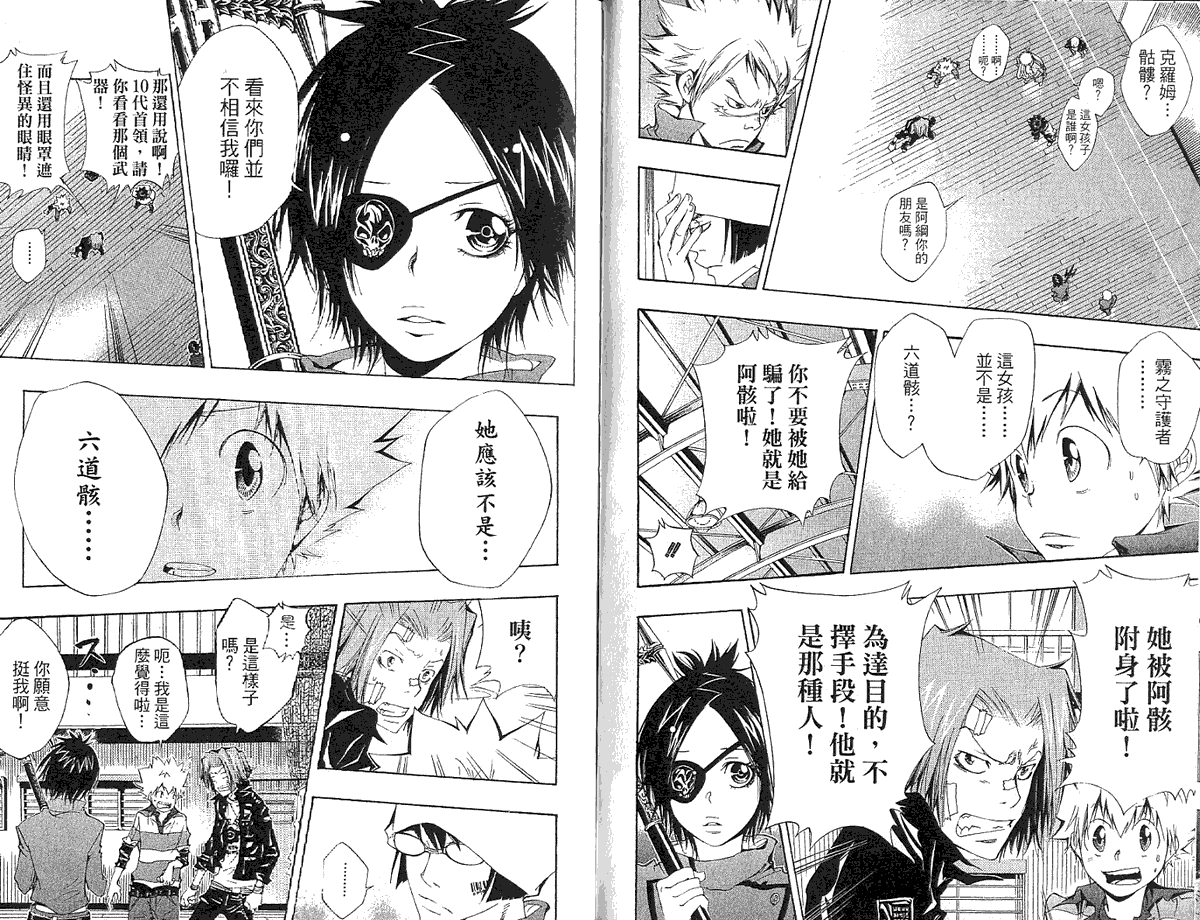 克羅姆…
骷髏？
嗯？
這女孩子
是誰啊？
……啊…
……呃？
是阿綱你的
朋友嗎？
霧之守護者
………
這女孩……
並不是……
六道骸…？
你不要被她給
騙了！她就是
阿骸啦！
!!
她被阿骸
附身了啦！
為達目的，不
擇手段！他就
是那種人！
看來你們並
不相信我囉！
那還用說啊！
10代首領，請
你看看那個武
器！
而且還用眼罩遮
住怪異的眼睛！
……
她應該不是…
六道骸……
咦？
……
是…
是這樣子
嗎？
呃…我是這
麼覺得啦…
ス…
你願意
挺我啊！